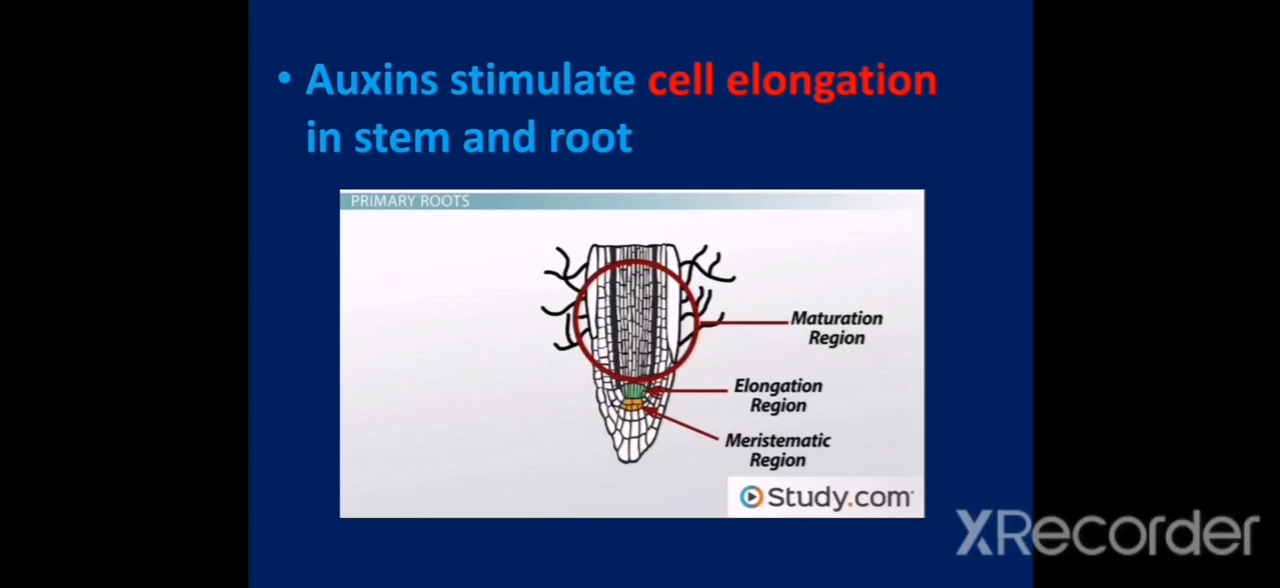 • Auxins stimulate cell elongation
in stem and root
PRIMARY ROOTS
Maturation
Region
Elongation
Region
Meristematic
Region
Study.com
XRecorder